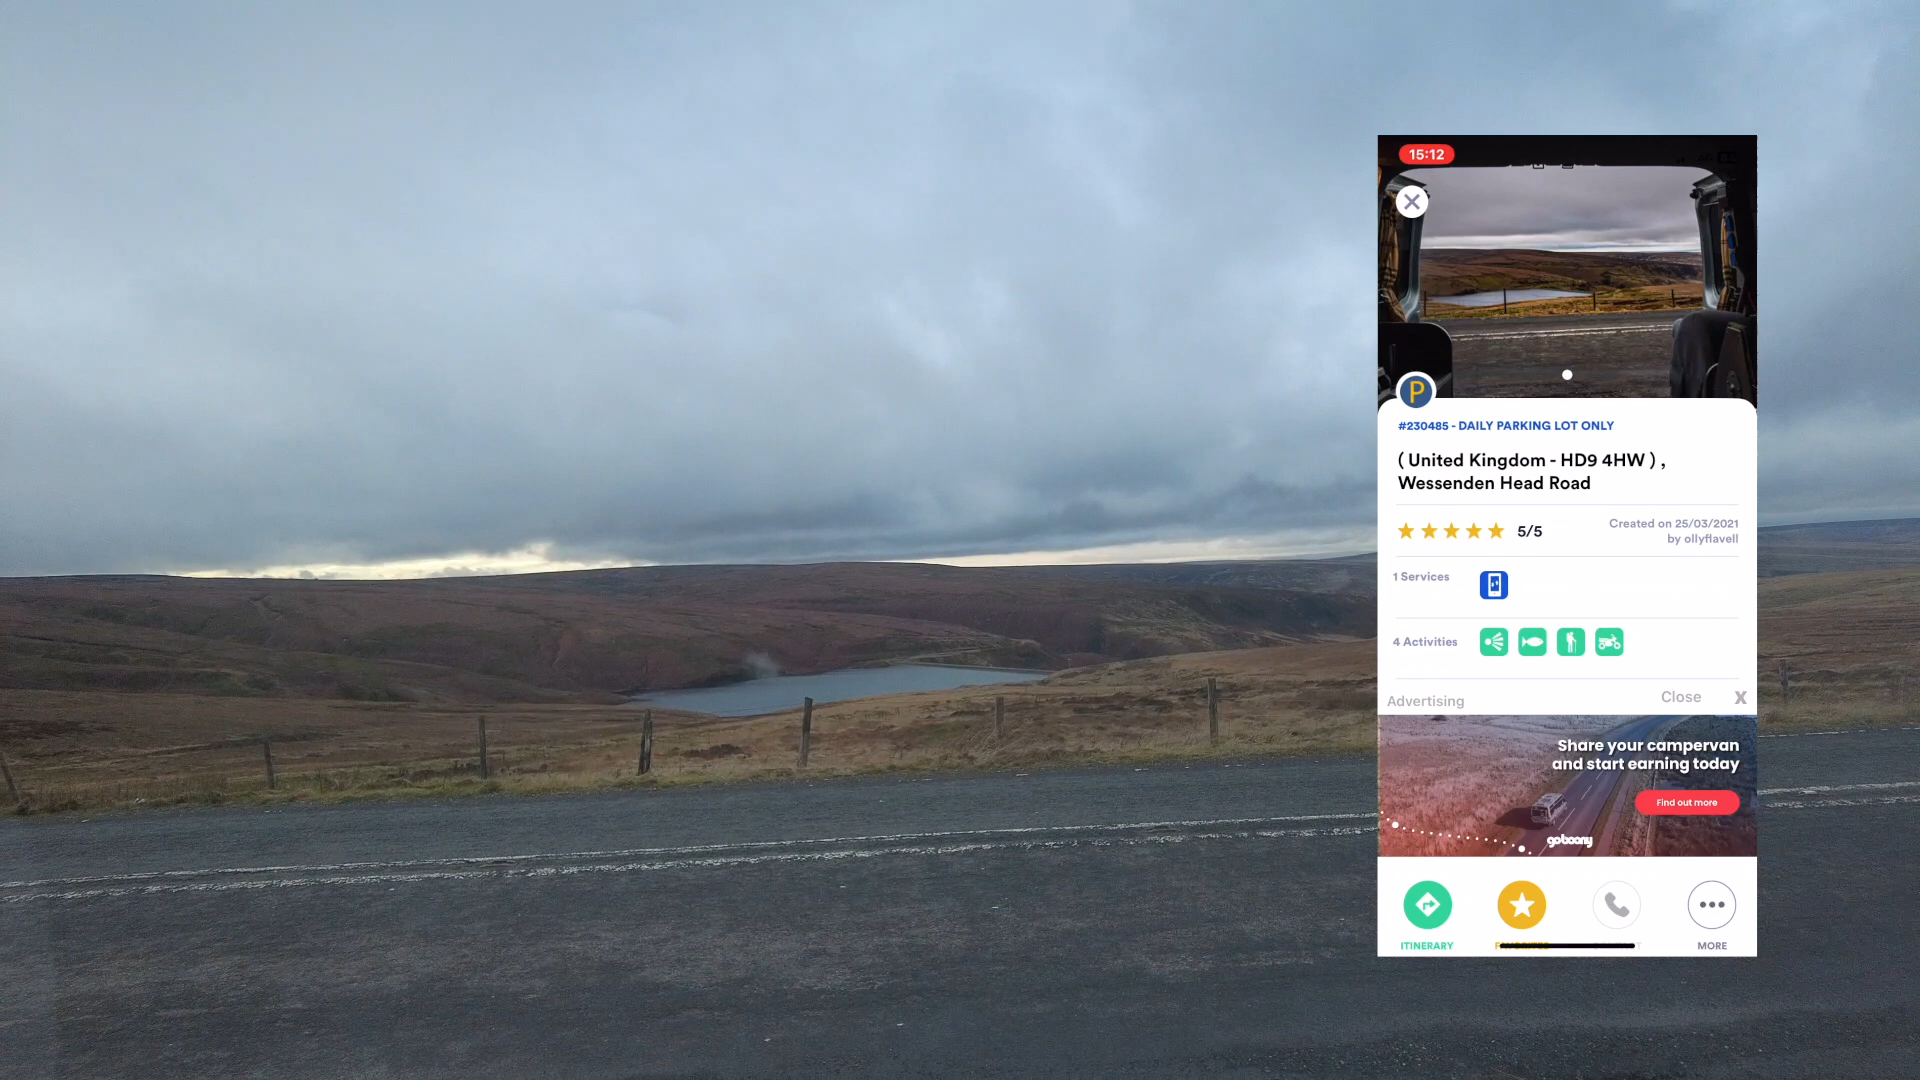 15:12
P
#230485 - DAILY PARKING LOT ONLY
( United Kingdom - HD9 4HW ) ,
Wessenden Head Road
5/5
Created on 25/03/2021
by ollyflavell
1 Services
4 Activities
Advertising
Close X
Share your campervan
and start earning today
Find out more
goboony
ITINERARY
MORE